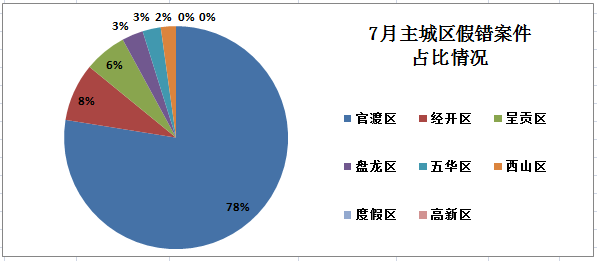 7月主城区假错案件
占比情况
3% 3% 2% 0% 0%
6%
8%
78%
官渡区 经开区 呈贡区
盘龙区 五华区 西山区
度假区 高新区